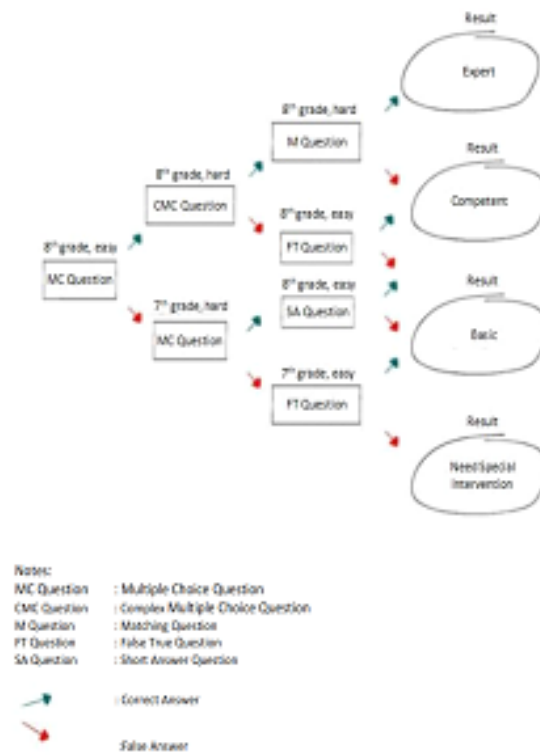 Result
Expert
8th grade, hard
M Question
8th grade, hard
CMC Question
Result
Competent
8th grade, easy
FT Question
8th grade, easy
MC Question
8th grade, easy
SA Question
7th grade, hard
MC Question
Result
Basic
7th grade, easy
FT Question
Result
Need Special
Intervention
Notes:
MC Question : Multiple Choice Question
CMC Question : Complex Multiple Choice Question
M Question : Matching Question
FT Question : False True Question
SA Question : Short Answer Question
: Correct Answer
: False Answer